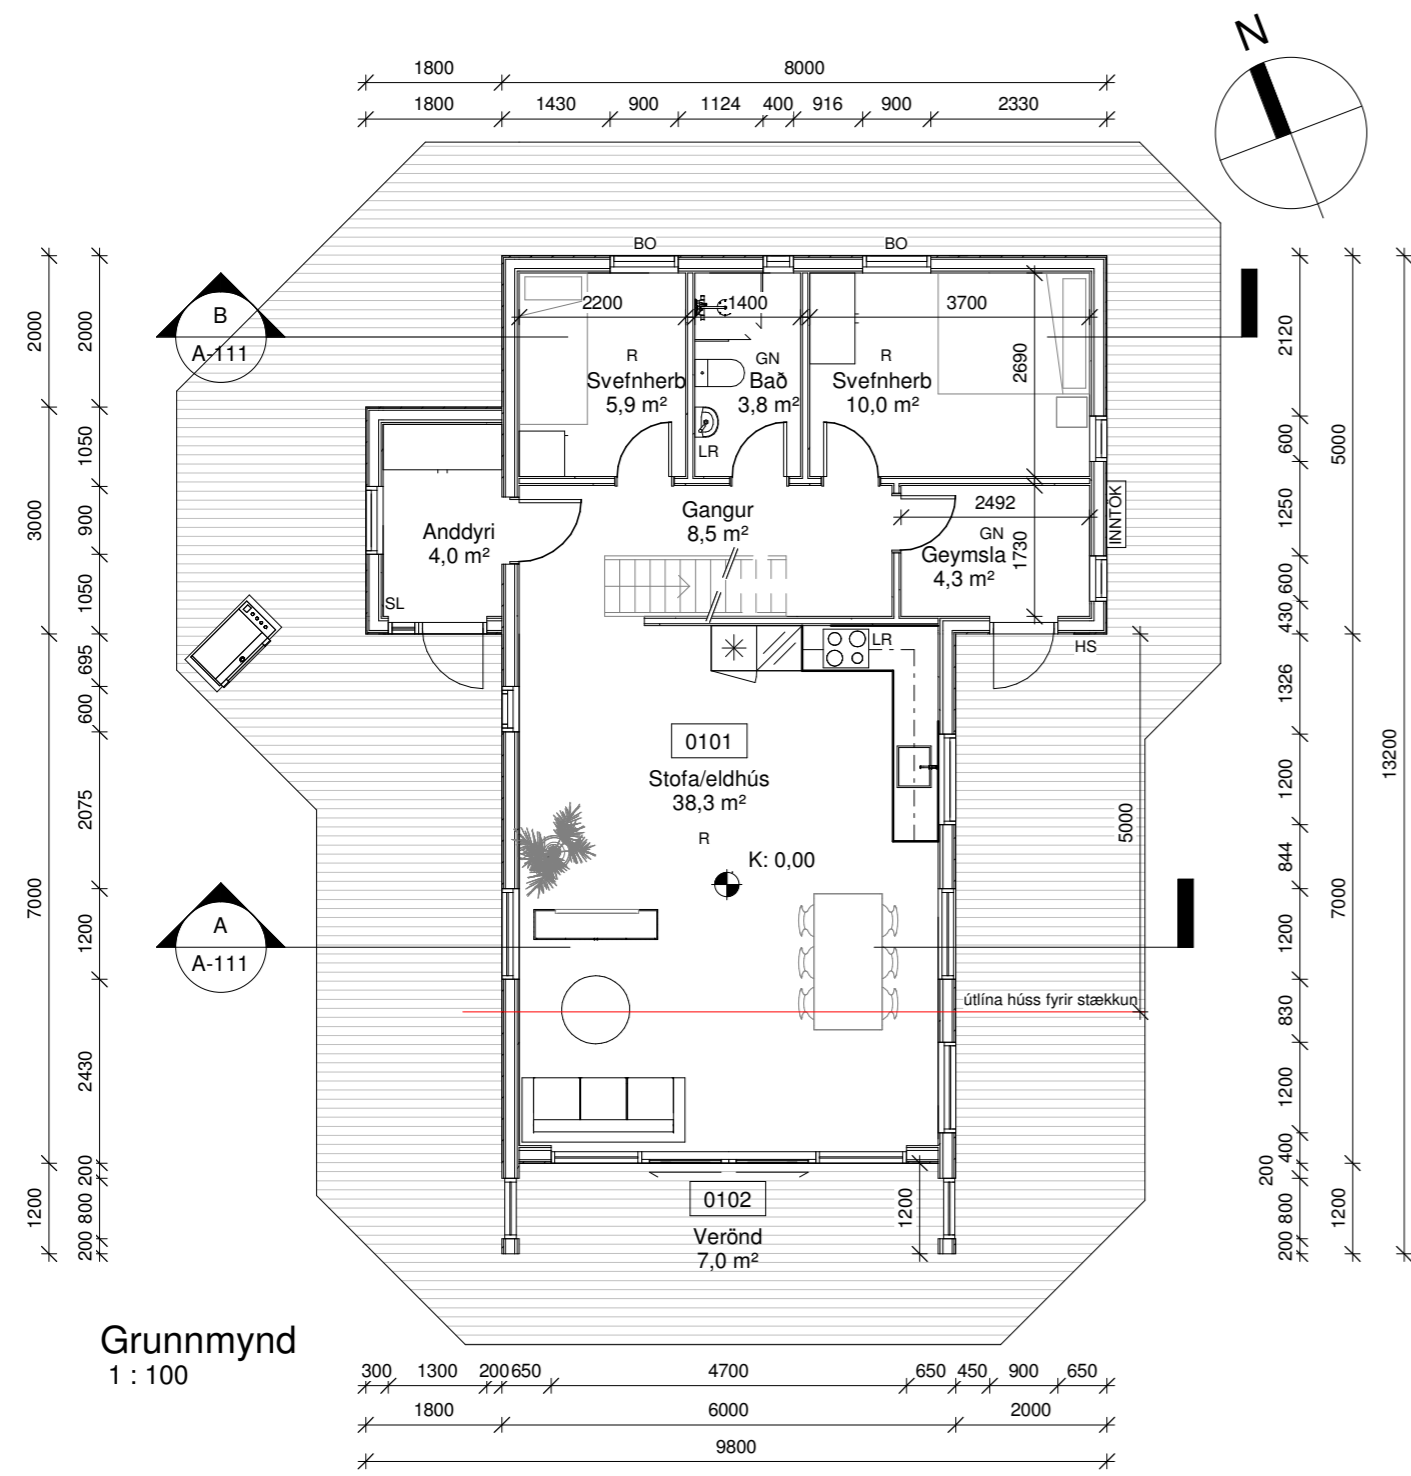 N
1800
8000
1800
1430
900
1124
400
916
900
2330
BO
BO
2200
1400
3700
B
A-111
R
Svefnherb
5,9 m²
GN
Bað
3,8 m²
R
Svefnherb
10,0 m²
2690
LR
Anddyri
4,0 m²
Gangur
8,5 m²
2492
GN
Geymsla
4,3 m²
1730
INNTÖK
SL
HS
LR
0101
Stofa/eldhús
38,3 m²
R
K: 0,00
A
A-111
útlína húss fyrir stækkun
5000
0102
Verönd
7,0 m²
1200
2000
3000
7000
1200
2000
1050
900
1050
695
600
2075
1200
2430
200
800
200
2120
600
1250
600
430
1326
1200
844
1200
830
1200
400
200
800
200
5000
7000
1200
13200
Grunnmynd
1 : 100
300
1300
200
650
4700
650
450
900
650
1800
6000
2000
9800